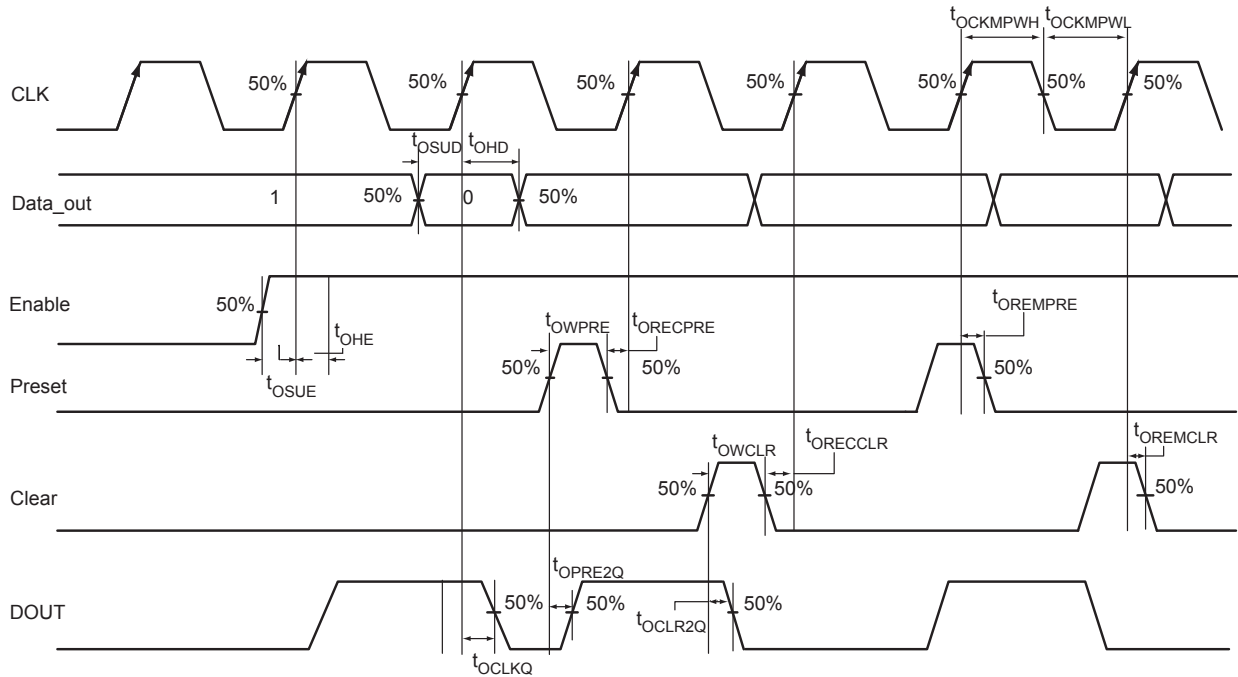 tOCKMPWH tOCKMPWL
CLK 50% 50% 50% 50% 50% 50% 50% 50%
tOSUD tOHD
Data_out 1 50% 0 50%
Enable 50%
tOHE
tOSUE
tOWPRE tORECPRE tOREMPRE
Preset 50% 50% 50%
tOWCLR tORECCLR tOREMCLR
Clear 50% 50% 50%
tOPRE2Q
DOUT 50% 50% 50%
tOCLR2Q
tOCLKQ